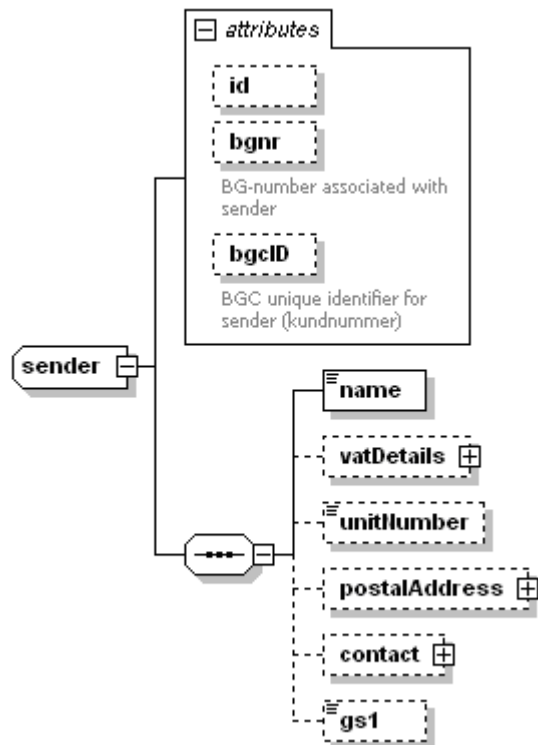 attributes
id
bgnr
BG-number associated with
sender
bgcID
BGC unique identifier for
sender (kundnummer)
sender
name
vatDetails
unitNumber
postalAddress
contact
gs1